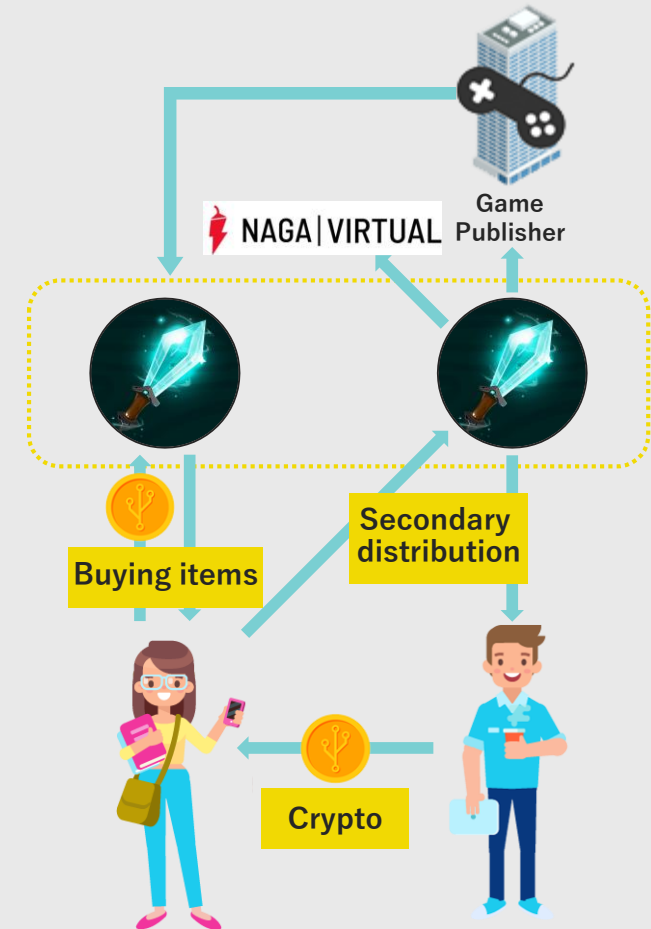 Game
Publisher
NAGA|VIRTUAL
Secondary
distribution
Buying items
Crypto